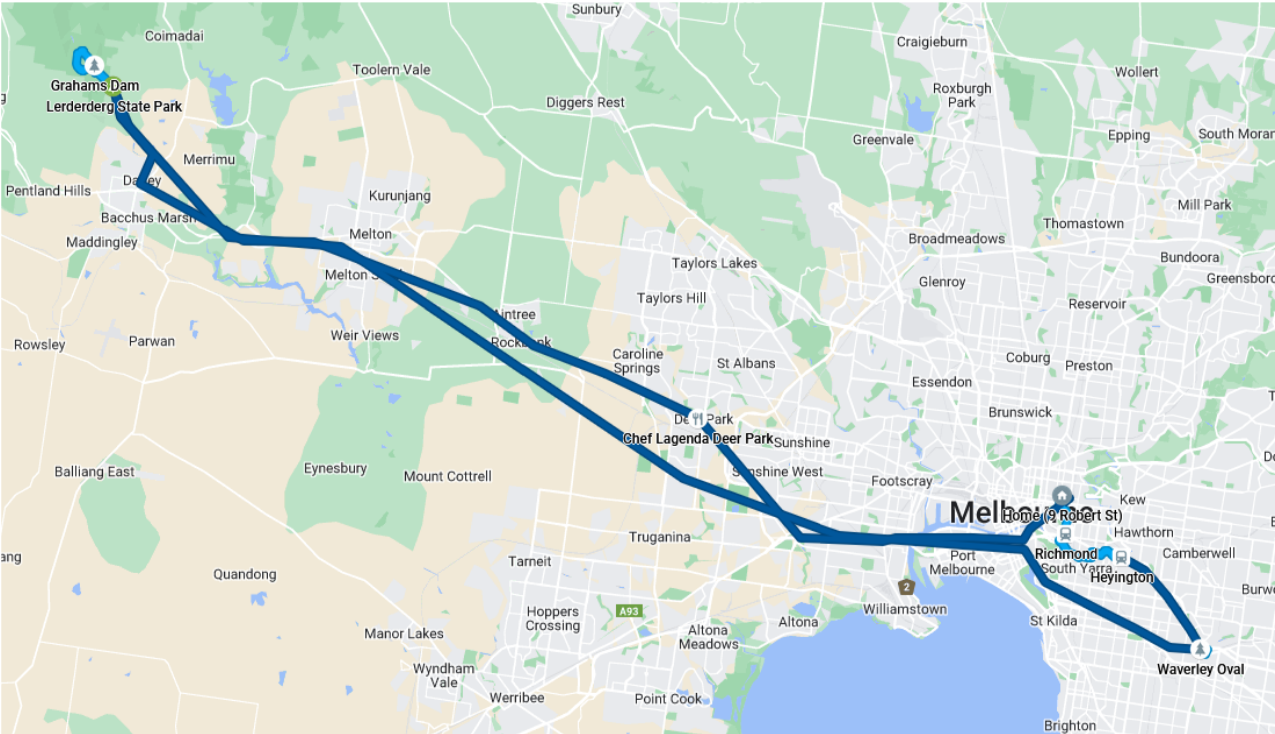 Sunbury
Coimadai
Craigieburn
Toolern Vale
Wollert
Grahams Dam
Roxburgh
Park
Lerderderg State Park
Diggers Rest
Epping
South Moran
Greenvale
Merrimu
Pentland Hills
Kurunjang
Mill Park
Bacchus Marsh
Thomastown
Melton
Broadmeadows
Maddingley
Bundoora
Taylors Lakes
Melton S
Glenroy
Greensboro
Taylors Hill
Reservoir
Aintree
Weir Views
Rowsley
Parwan
Rockbank
Caroline
Springs
St Albans
Coburg
Preston
Essendon
Brunswick
Deer Park
Chef Lagenda Deer Park
Sunshine
Balliang East
Eynesbury
Mount Cottrell
Sunshine West
Footscray
Kew
Melbourne
Home (9 Robert St)
Hawthorn
Truganina
Richmond
Camberwell
ang
Tarneit
Port
Melbourne
South Yarra
Heyington
Quandong
2
Burw
Hoppers
Crossing
A93
Williamstown
Altona
St Kilda
Manor Lakes
Altona
Meadows
Wyndham
Vale
Waverley Oval
Werribee
Point Cook
Brighton